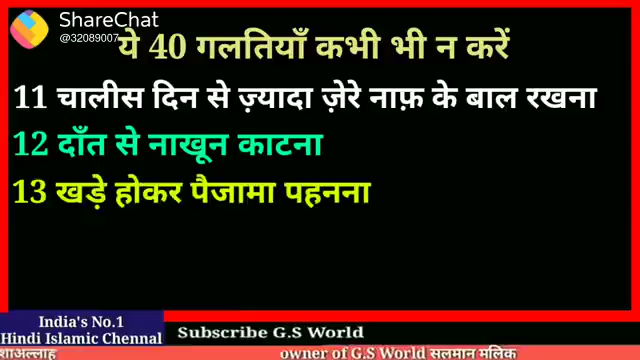 ShareChat
@32089007
ये 40 गलतियाँ कभी भी न करें
11 चालीस दिन से ज़्यादा ज़ेरे नाफ़ के बाल रखना
12 दाँत से नाखून काटना
13 खड़े होकर पैजामा पहनना
India's No.1
Hindi Islamic Chennal
Subscribe G.S World
शाअल्लाह
owner of G.S World सलमान मलिक